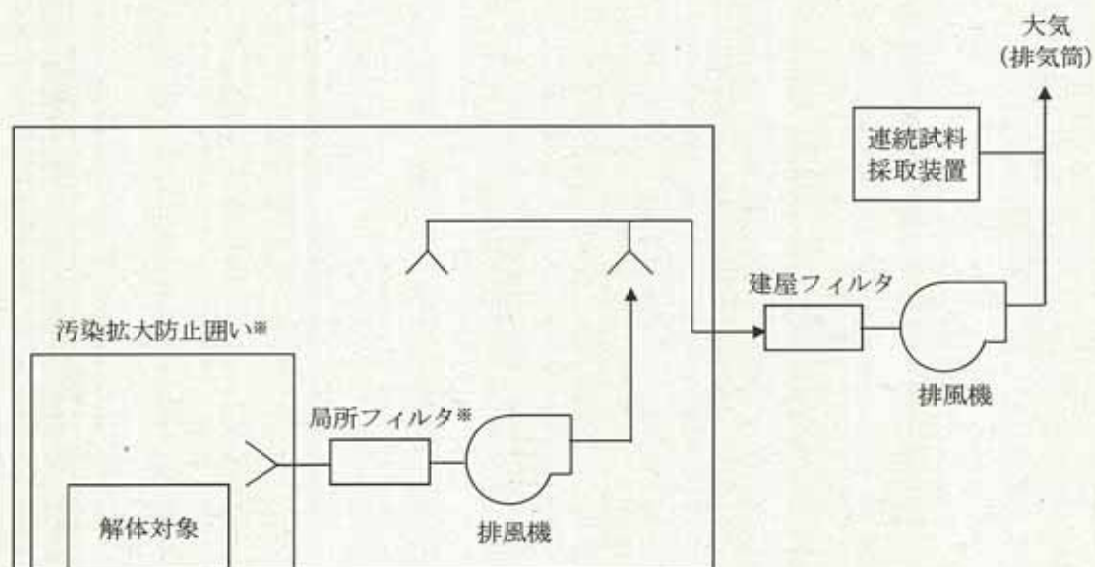 大気
(排気筒)
連続試料
採取装置
建屋フィルタ
排風機
汚染拡大防止囲い※
局所フィルタ※
排風機
解体対象